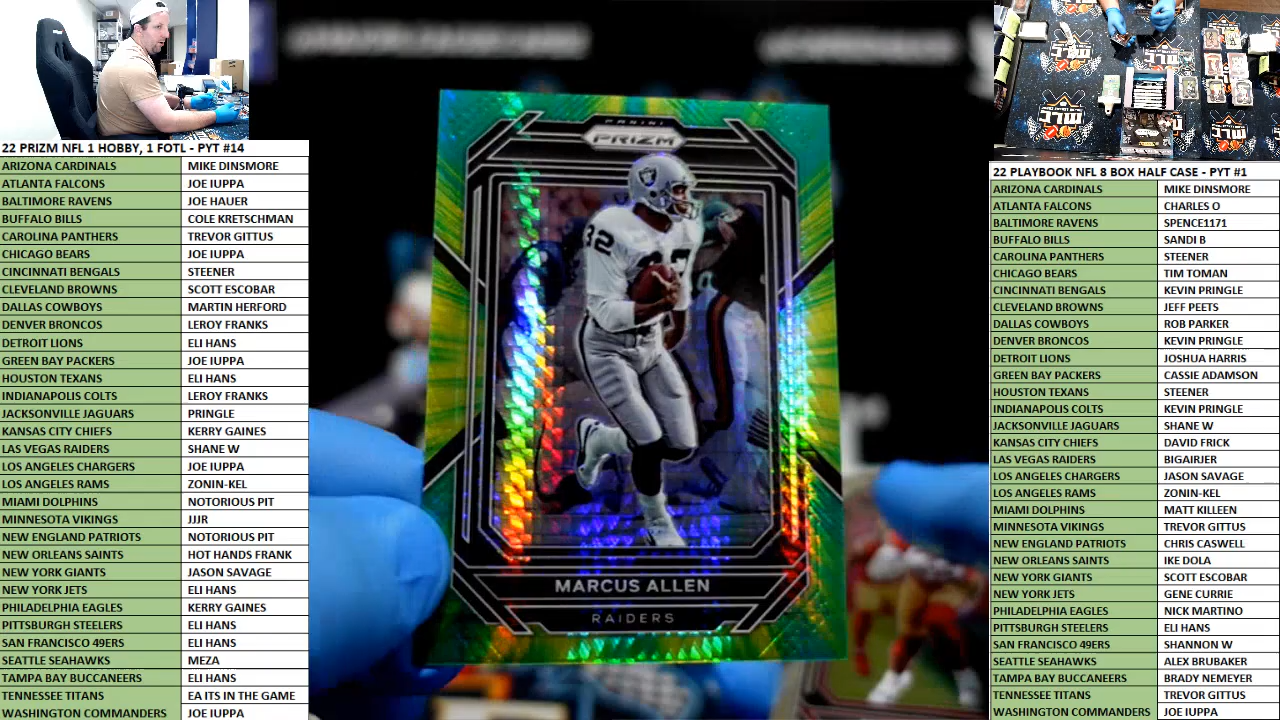 22 PRIZM NFL 1 HOBBY, 1 FOTL - PYT #14
ARIZONA CARDINALS MIKE DINSMORE
ATLANTA FALCONS JOE IUPPA
BALTIMORE RAVENS JOE HAUER
BUFFALO BILLS COLE KRETSCHMAN
CAROLINA PANTHERS TREVOR GITTUS
CHICAGO BEARS JOE IUPPA
CINCINNATI BENGALS STEENER
CLEVELAND BROWNS SCOTT ESCOBAR
DALLAS COWBOYS MARTIN HERFORD
DENVER BRONCOS LEROY FRANKS
DETROIT LIONS ELI HANS
GREEN BAY PACKERS JOE IUPPA
HOUSTON TEXANS ELI HANS
INDIANAPOLIS COLTS LEROY FRANKS
JACKSONVILLE JAGUARS PRINGLE
KANSAS CITY CHIEFS KERRY GAINES
LAS VEGAS RAIDERS SHANE W
LOS ANGELES CHARGERS JOE IUPPA
LOS ANGELES RAMS ZONIN-KEL
MIAMI DOLPHINS NOTORIOUS PIT
MINNESOTA VIKINGS JJJR
NEW ENGLAND PATRIOTS NOTORIOUS PIT
NEW ORLEANS SAINTS HOT HANDS FRANK
NEW YORK GIANTS JASON SAVAGE
NEW YORK JETS ELI HANS
PHILADELPHIA EAGLES KERRY GAINES
PITTSBURGH STEELERS ELI HANS
SAN FRANCISCO 49ERS ELI HANS
SEATTLE SEAHAWKS MEZA
TAMPA BAY BUCCANEERS ELI HANS
TENNESSEE TITANS EA ITS IN THE GAME
WASHINGTON COMMANDERS JOE IUPPA
PANINI
PRIZM
32
MARCUS ALLEN
RAIDERS
22 PLAYBOOK NFL 8 BOX HALF CASE - PYT #1
ARIZONA CARDINALS MIKE DINSMORE
ATLANTA FALCONS CHARLES O
BALTIMORE RAVENS SPENCE1171
BUFFALO BILLS SANDI B
CAROLINA PANTHERS STEENER
CHICAGO BEARS TIM TOMAN
CINCINNATI BENGALS KEVIN PRINGLE
CLEVELAND BROWNS JEFF PEETS
DALLAS COWBOYS ROB PARKER
DENVER BRONCOS KEVIN PRINGLE
DETROIT LIONS JOSHUA HARRIS
GREEN BAY PACKERS CASSIE ADAMSON
HOUSTON TEXANS STEENER
INDIANAPOLIS COLTS KEVIN PRINGLE
JACKSONVILLE JAGUARS SHANE W
KANSAS CITY CHIEFS DAVID FRICK
LAS VEGAS RAIDERS BIGAIRJER
LOS ANGELES CHARGERS JASON SAVAGE
LOS ANGELES RAMS ZONIN-KEL
MIAMI DOLPHINS MATT KILLEEN
MINNESOTA VIKINGS TREVOR GITTUS
NEW ENGLAND PATRIOTS CHRIS CASWELL
NEW ORLEANS SAINTS IKE DOLA
NEW YORK GIANTS SCOTT ESCOBAR
NEW YORK JETS GENE CURRIE
PHILADELPHIA EAGLES NICK MARTINO
PITTSBURGH STEELERS ELI HANS
SAN FRANCISCO 49ERS SHANNON W
SEATTLE SEAHAWKS ALEX BRUBAKER
TAMPA BAY BUCCANEERS BRADY NEMEYER
TENNESSEE TITANS TREVOR GITTUS
WASHINGTON COMMANDERS JOE IUPPA